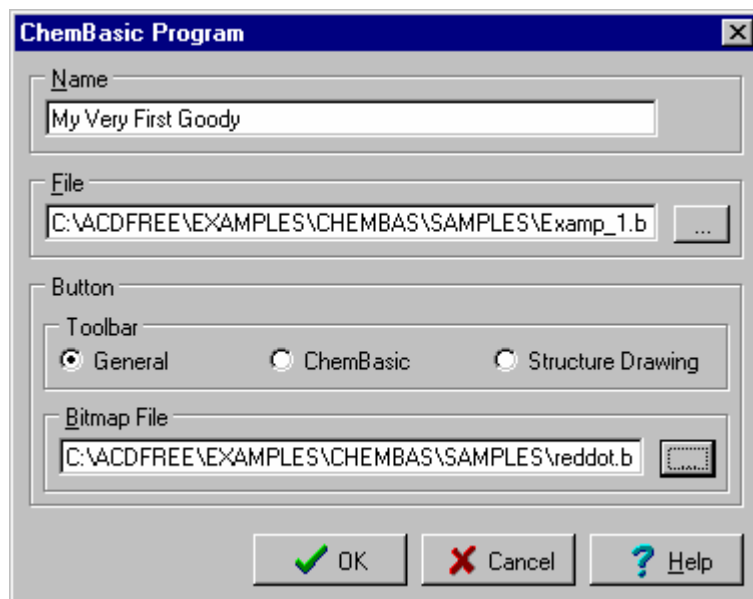 ChemBasic Program
Name
My Very First Goody
File
C:\ACDFREE\EXAMPLES\CHEMBAS\SAMPLES\Examp_1.b
...
Button
Toolbar
General ChemBasic Structure Drawing
Bitmap File
C:\ACDFREE\EXAMPLES\CHEMBAS\SAMPLES\reddot.b
...
OK Cancel Help